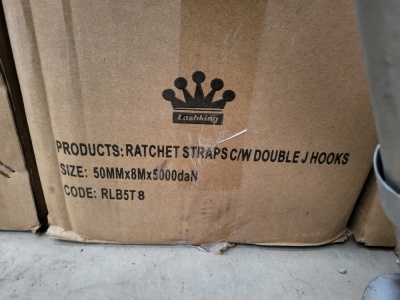 Lashking
PRODUCTS: RATCHET STRAPS C/W DOUBLE J HOOKS
SIZE: 50MMx8Mx5000daN
CODE: RLB5T8